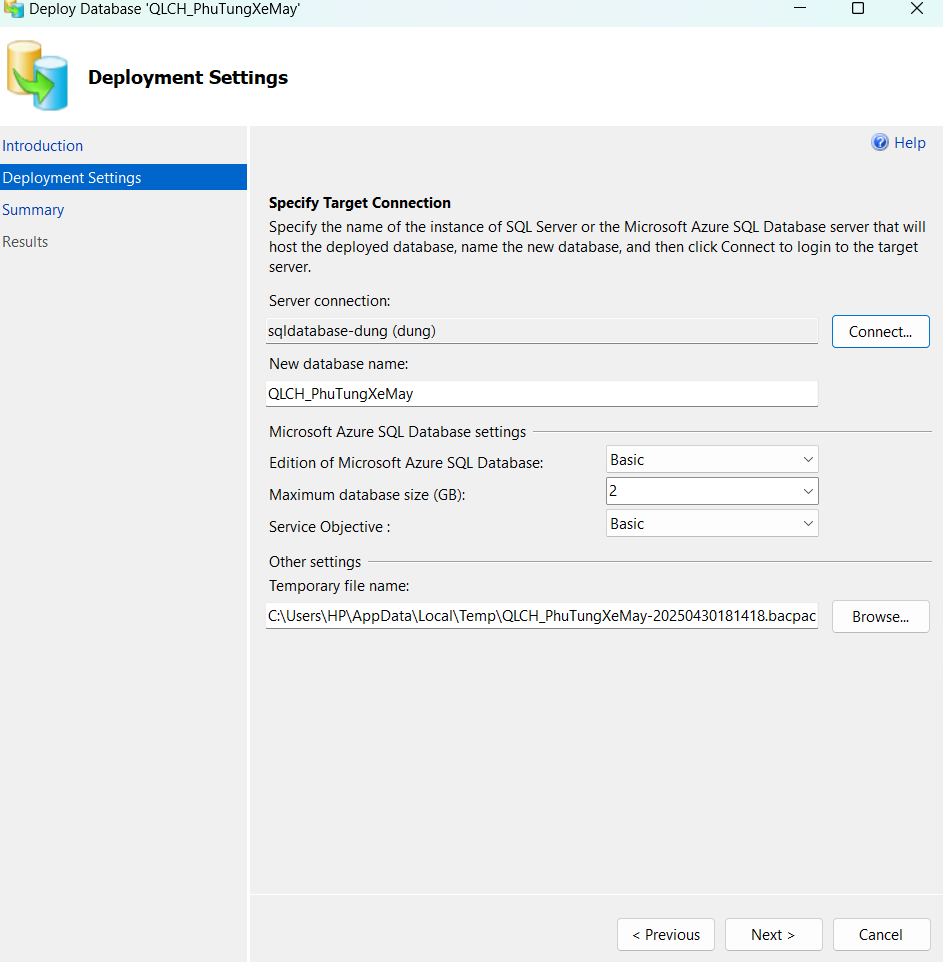 Deploy Database 'QLCH_PhuTungXeMay'
Deployment Settings
Introduction
Deployment Settings
Summary
Results
Help
Specify Target Connection
Specify the name of the instance of SQL Server or the Microsoft Azure SQL Database server that will
host the deployed database, name the new database, and then click Connect to login to the target
server.
Server connection:
sqldatabase-dung (dung)
Connect...
New database name:
QLCH_PhuTungXeMay
Microsoft Azure SQL Database settings
Edition of Microsoft Azure SQL Database:
Basic
Maximum database size (GB):
2
Service Objective :
Basic
Other settings
Temporary file name:
C:\Users\HP\AppData\Local\Temp\QLCH_PhuTungXeMay-20250430181418.bacpac
Browse...
< Previous
Next >
Cancel